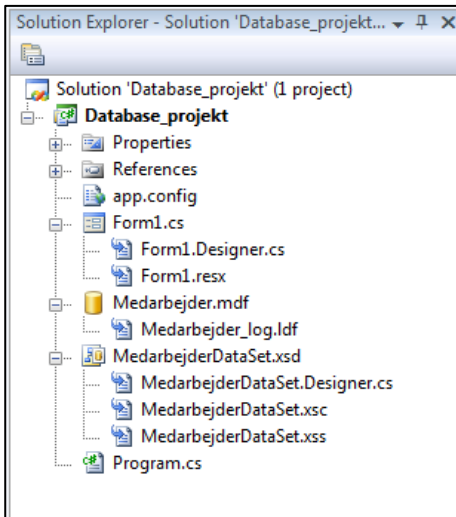 Solution Explorer - Solution 'Database_projekt...
Solution 'Database_projekt' (1 project)
Database_projekt
Properties
References
app.config
Form1.cs
Form1.Designer.cs
Form1.resx
Medarbejder.mdf
Medarbejder_log.ldf
MedarbejderDataSet.xsd
MedarbejderDataSet.Designer.cs
MedarbejderDataSet.xsc
MedarbejderDataSet.xss
Program.cs